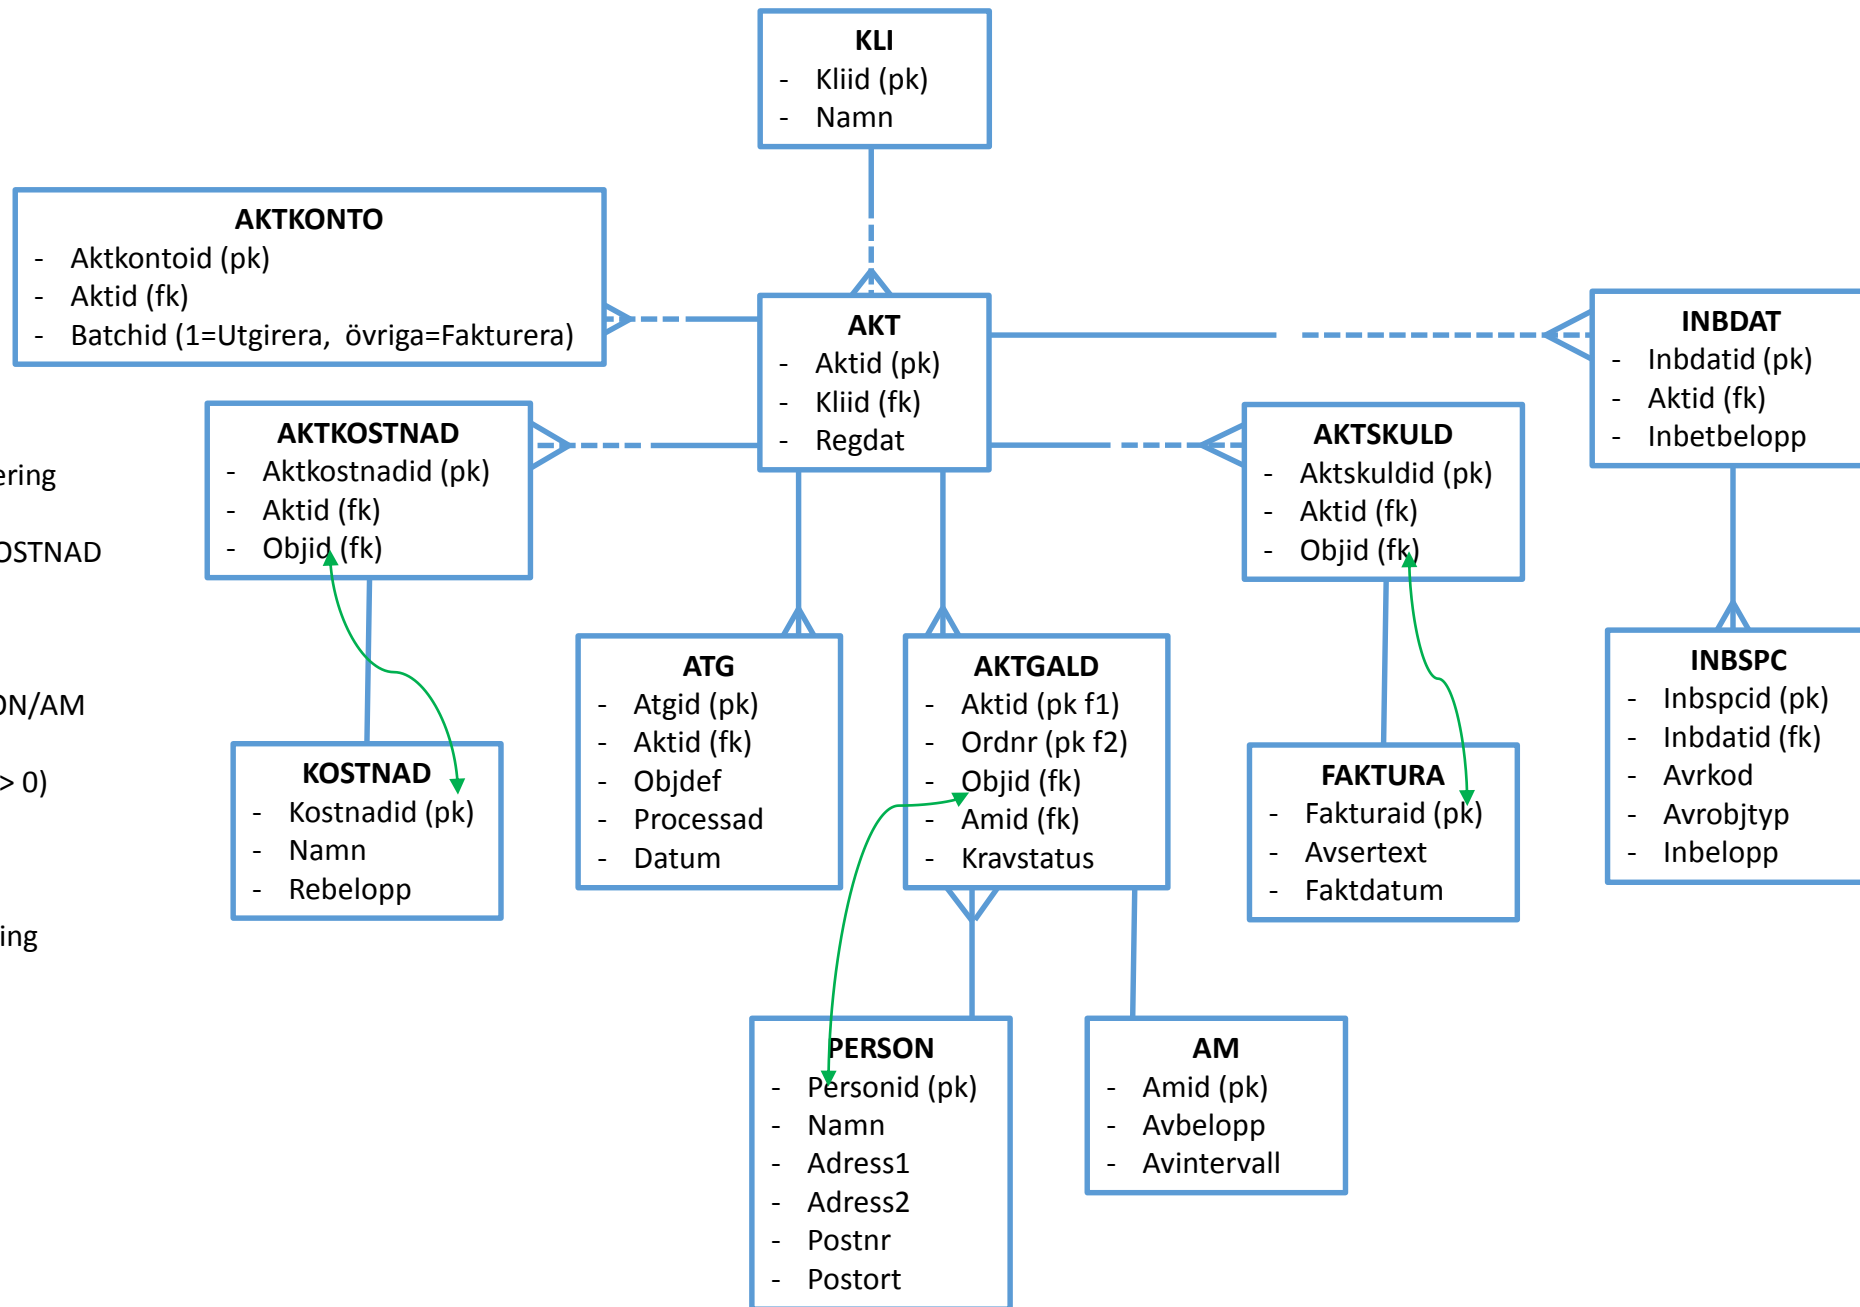 KLI
- Kliid (pk)
- Namn
AKTKONTO
- Aktkontoid (pk)
- Aktid (fk)
- Batchid (1=Utgirera, övriga=Fakturera)
AKT
- Aktid (pk)
- Kliid (fk)
- Regdat
INBDAT
- Inbdatid (pk)
- Aktid (fk)
- Inbetbelopp
AKTKOSTNAD
- Aktkostnadid (pk)
- Aktid (fk)
- Objid (fk)
AKTSKULD
- Aktskuldid (pk)
- Aktid (fk)
- Objid (fk)
ering
OSTNAD
ON/AM
> 0)
ing
KOSTNAD
- Kostnadid (pk)
- Namn
- Rebelopp
ATG
- Atgid (pk)
- Aktid (fk)
- Objdef
- Processad
- Datum
AKTGALD
- Aktid (pk f1)
- Ordnr (pk f2)
- Objid (fk)
- Amid (fk)
- Kravstatus
FAKTURA
- Fakturaid (pk)
- Avsertext
- Faktdatum
INBSPC
- Inbspcid (pk)
- Inbdatid (fk)
- Avrkod
- Avrobjtyp
- Inbelopp
PERSON
- Personid (pk)
- Namn
- Adress1
- Adress2
- Postnr
- Postort
AM
- Amid (pk)
- Avbelopp
- Avintervall